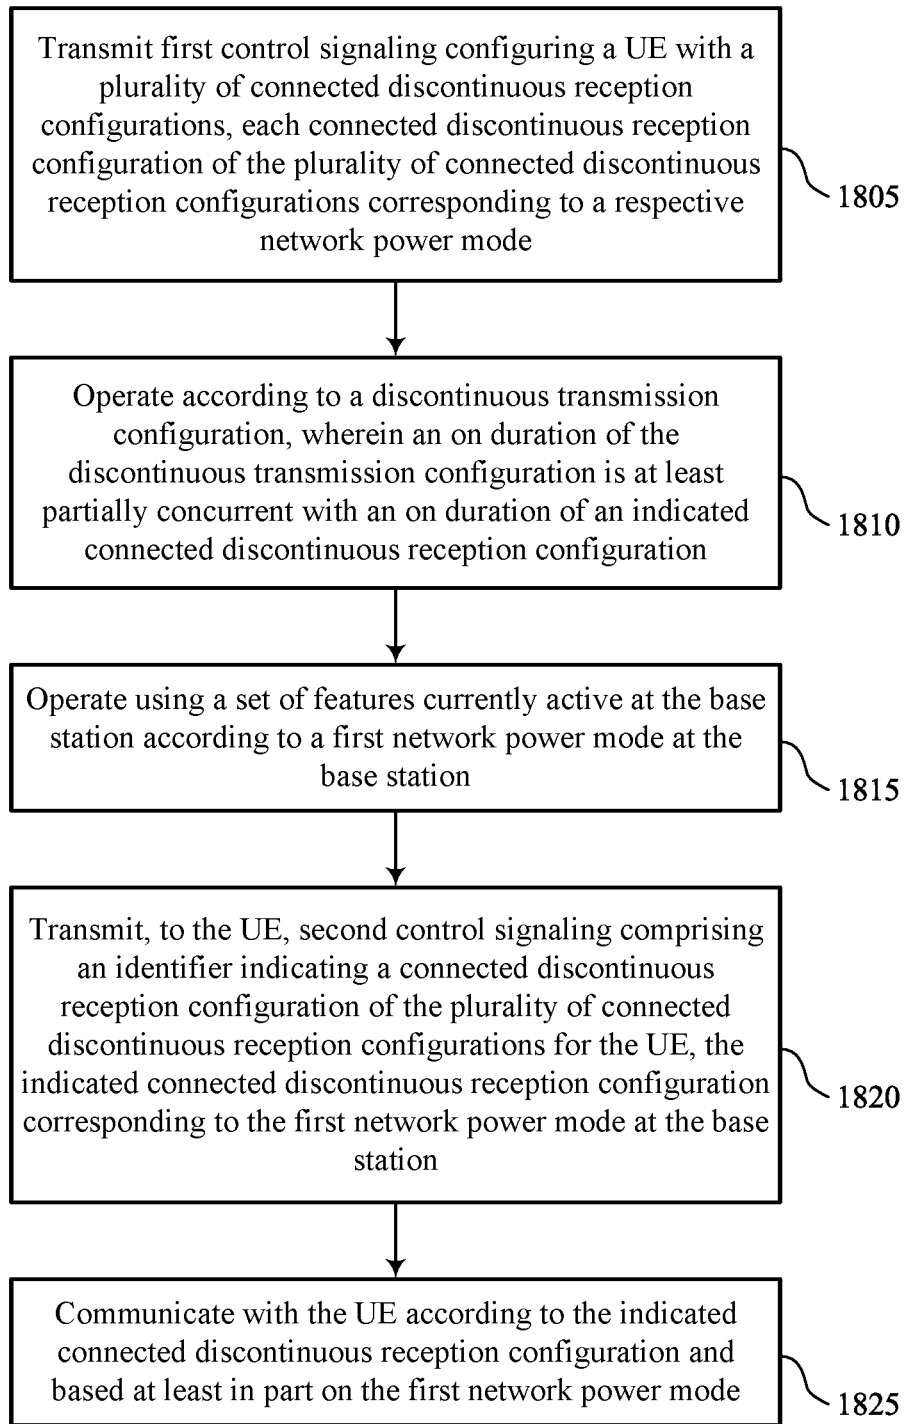 Transmit first control signaling configuring a UE with a
plurality of connected discontinuous reception
configurations, each connected discontinuous reception
configuration of the plurality of connected discontinuous
reception configurations corresponding to a respective
network power mode
1805
Operate according to a discontinuous transmission
configuration, wherein an on duration of the
discontinuous transmission configuration is at least
partially concurrent with an on duration of an indicated
connected discontinuous reception configuration
1810
Operate using a set of features currently active at the base
station according to a first network power mode at the
base station
1815
Transmit, to the UE, second control signaling comprising
an identifier indicating a connected discontinuous
reception configuration of the plurality of connected
discontinuous reception configurations for the UE, the
indicated connected discontinuous reception configuration
corresponding to the first network power mode at the base
station
1820
Communicate with the UE according to the indicated
connected discontinuous reception configuration and
based at least in part on the first network power mode
1825